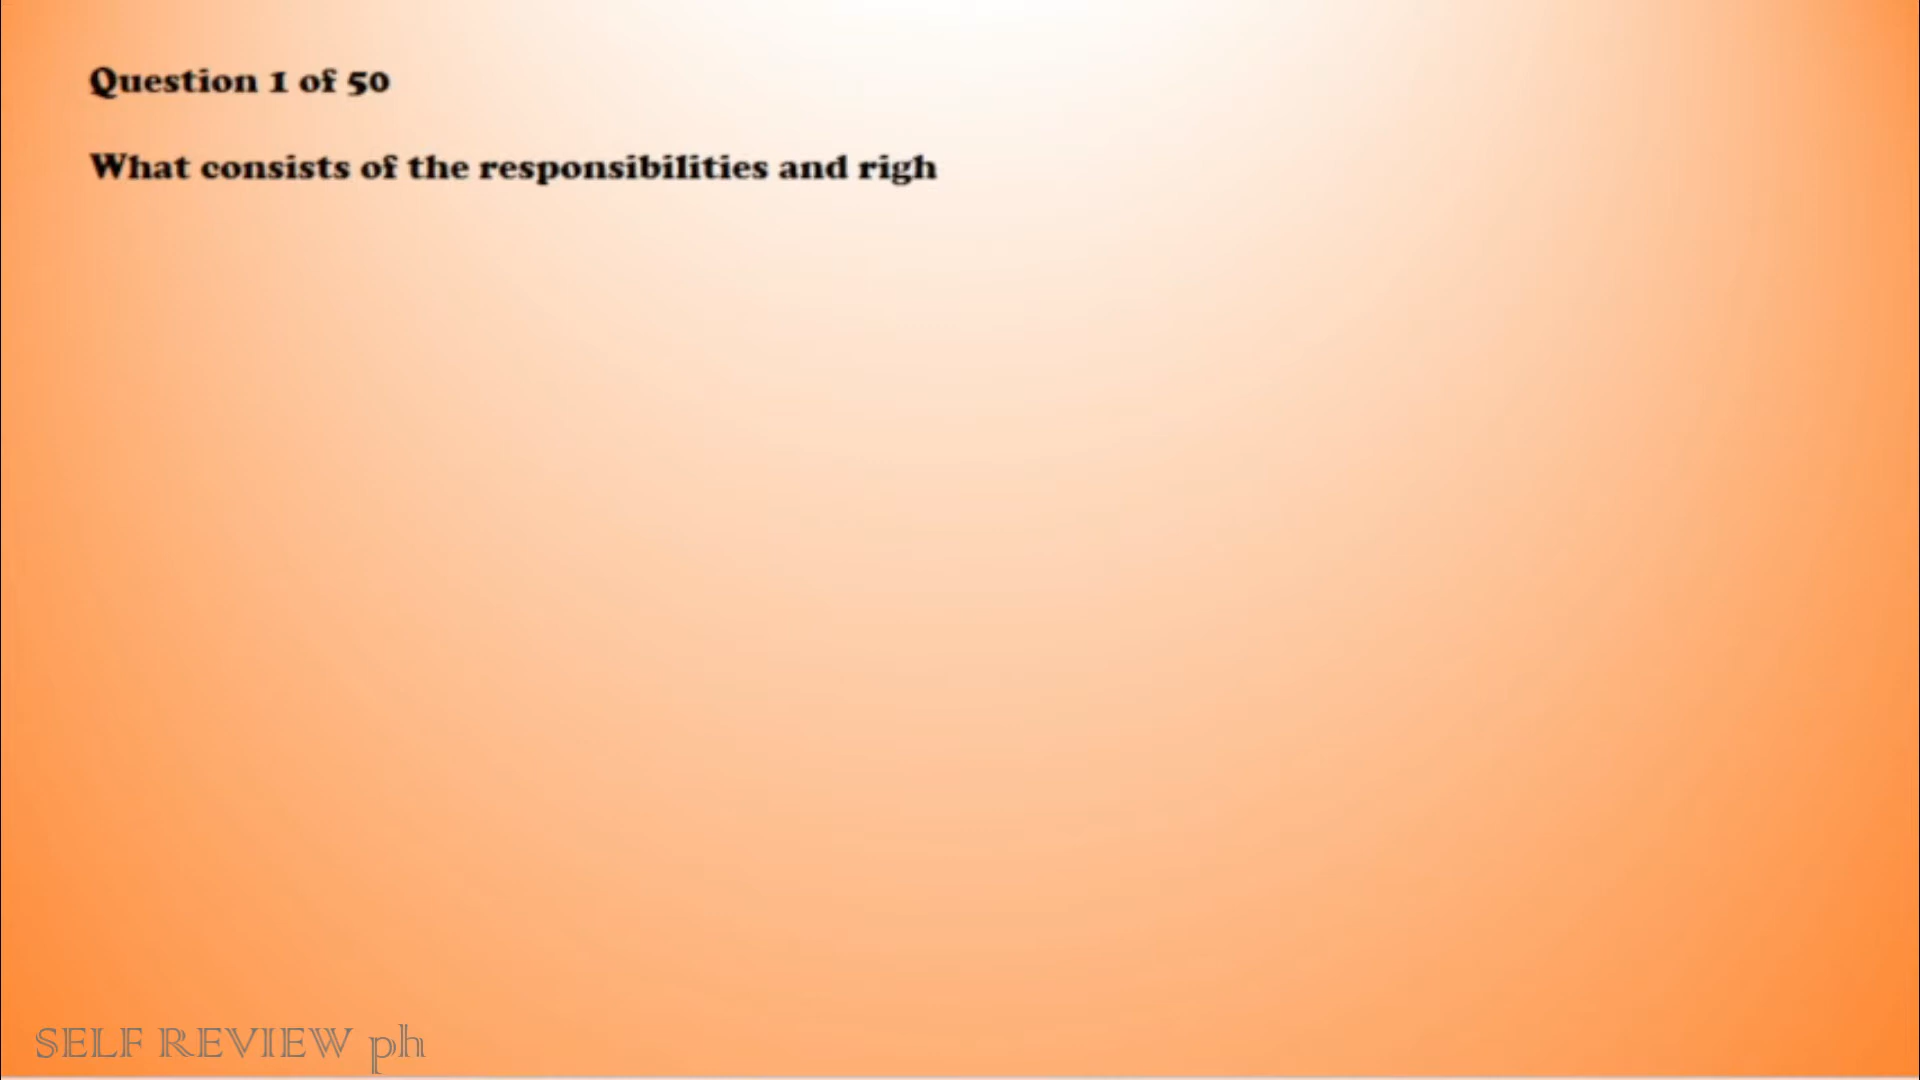 Question 1 of 50
What consists of the responsibilities and righ
SELF REVIEW ph